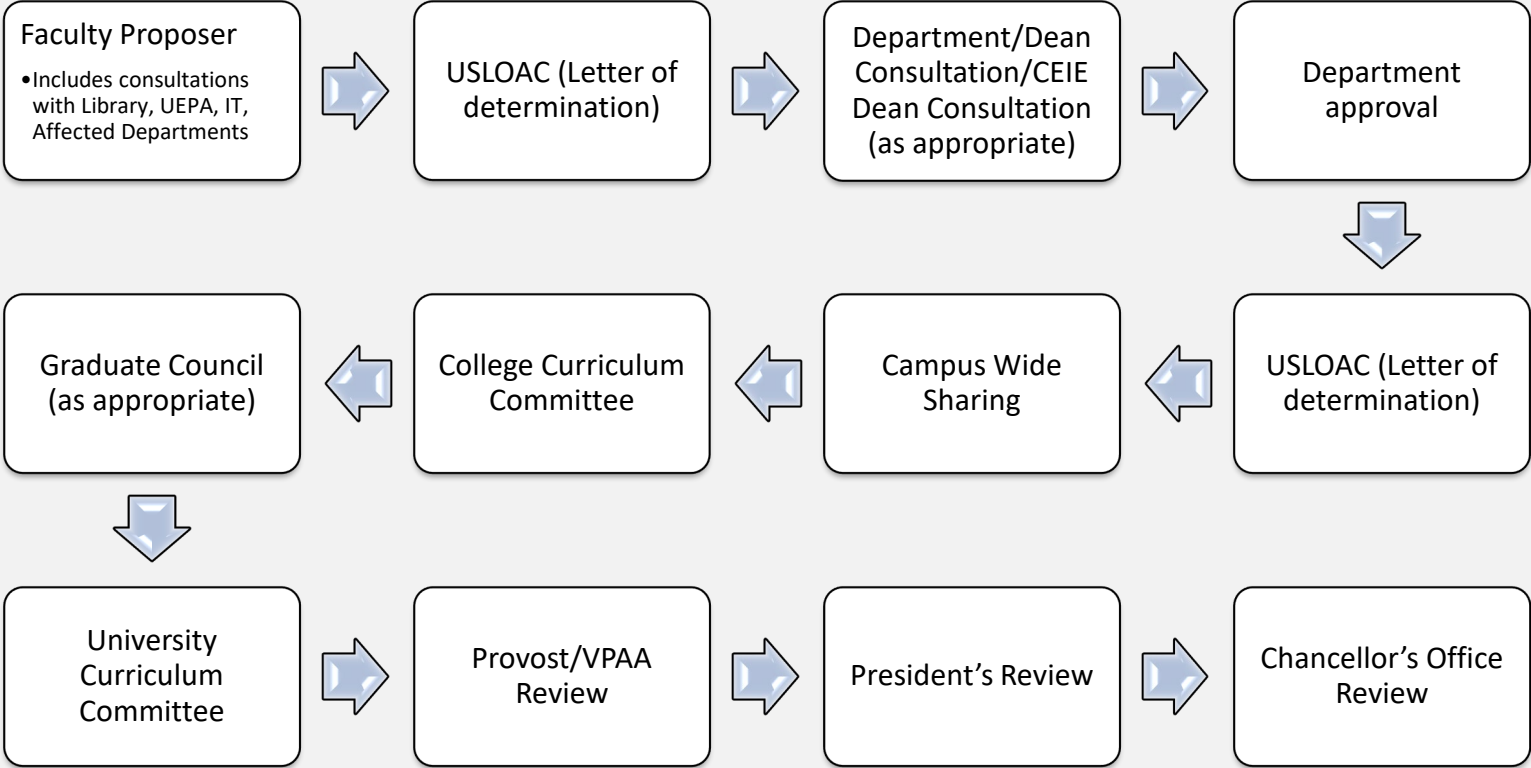 Faculty Proposer
•Includes consultations
with Library, UEPA, IT,
Affected Departments
USLOAC (Letter of
determination)
Department/Dean
Consultation/CEIE
Dean Consultation
(as appropriate)
Department
approval
USLOAC (Letter of
determination)
Campus Wide
Sharing
College Curriculum
Committee
Graduate Council
(as appropriate)
University
Curriculum
Committee
Provost/VPAA
Review
President’s Review
Chancellor’s Office
Review